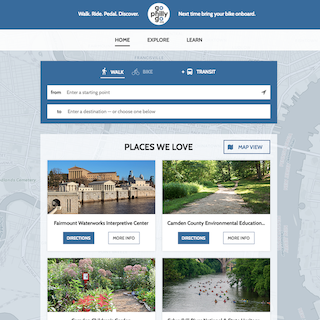 Walk. Ride. Pedal. Discover.
go
philly
go
Next time bring your bike onboard.
HOME
EXPLORE
LEARN
WALK
BIKE
+ TRANSIT
from Enter a starting point
to Enter a destination — or choose one below
PLACES WE LOVE
MAP VIEW
Fairmount Waterworks Interpretive Center
DIRECTIONS
MORE INFO
Camden County Environmental Education...
DIRECTIONS
MORE INFO